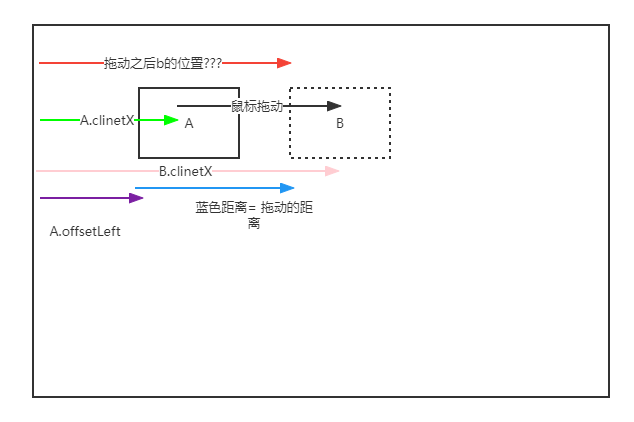 拖动之后b的位置???
鼠标拖动
A.clinetX
A
B
B.clinetX
蓝色距离= 拖动的距
离
A.offsetLeft